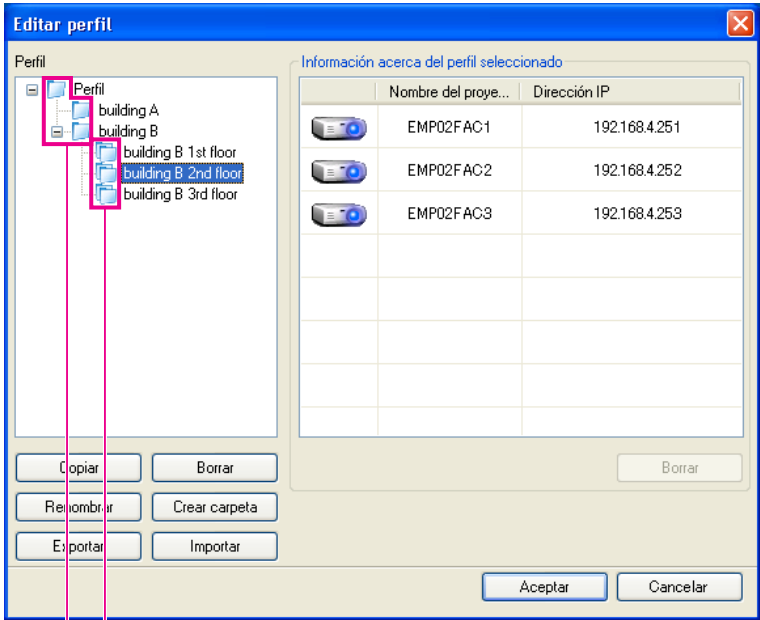 Editar perfil
Perfil
Perfil
building A
building B
building B 1st floor
building B 2nd floor
building B 3rd floor
Copiar Borrar
Renombrar Crear carpeta
Exportar Importar
Información acerca del perfil seleccionado
Nombre del proye... Dirección IP
EMP02FAC1 192.168.4.251
EMP02FAC2 192.168.4.252
EMP02FAC3 192.168.4.253
Borrar
Aceptar Cancelar